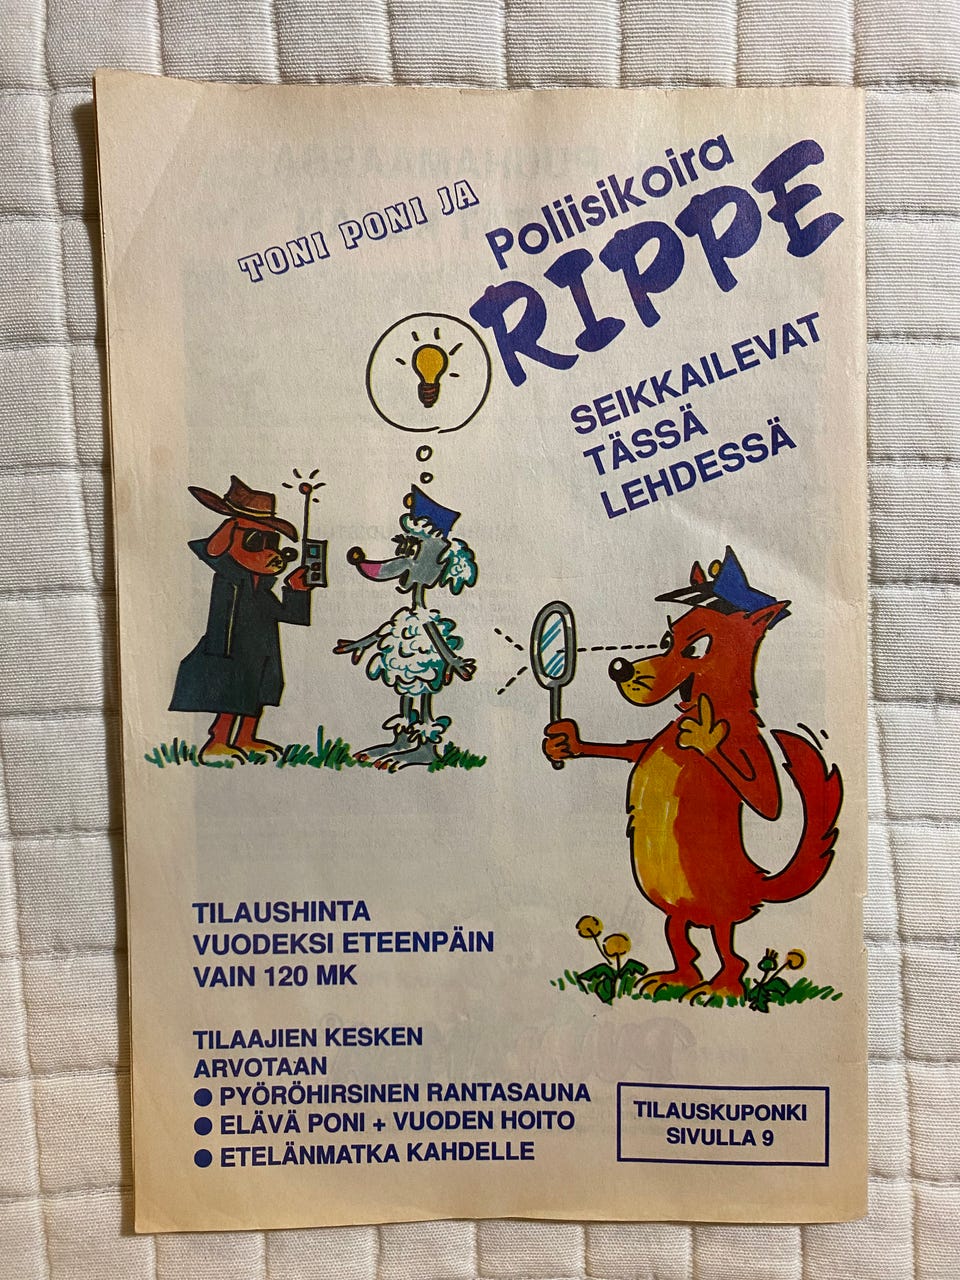 TONI PONI JA
Poliisikoira
RIPPE
SEIKKAILEVAT
TÄSSÄ
LEHDESSÄ
TILAUSHINTA
VUODEKSI ETEENPÄIN
VAIN 120 MK
TILAAJIEN KESKEN
ARVOTAAN
● PYÖRÖHIRSINEN RANTASAUNA
● ELÄVÄ PONI + VUODEN HOITO
● ETELÄNMATKA KAHDELLE
TILAUSKUPONKI
SIVULLA 9